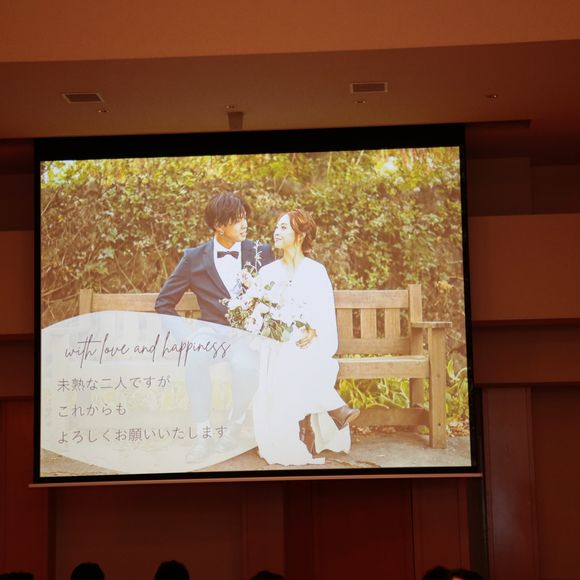 with love and happiness
未熟な二人ですが
これからも
よろしくお願いいたします